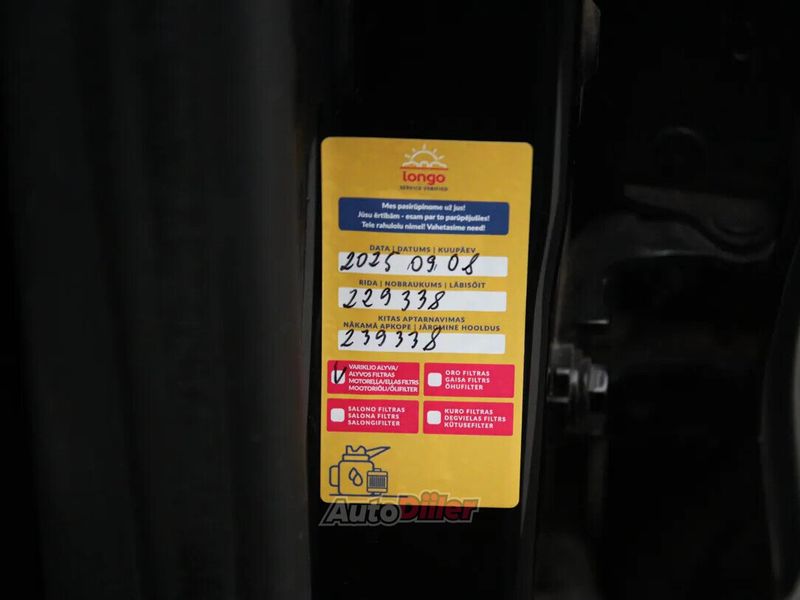 longo
SERVICE VERIFIED
Mes pasirūpinome už jus!
Jūsu ērtībām - esam par to parūpējušies!
Teie rahulolu nimel! Vahetasime need!
DATA | DATUMS | KUUPÄEV
2025 09 08
RIDA | NOBRAUKUMS | LÄBISÕIT
229338
KITAS APTARNAVIMAS
NĀKAMĀ APKOPE | JÄRGMINE HOOLDUS
239338
VARIKLIO ALYVA/
ALYVOS FILTRAS
MOTOREĻĻA/EĻĻAS FILTRS
MOOTORIÕLI/ÕLIFILTER
ORO FILTRAS
GAISA FILTRS
ÕHUFILTER
SALONO FILTRAS
SALONA FILTRS
SALONGIFILTER
KURO FILTRAS
DEGVIELAS FILTRS
KÜTUSEFILTER
AutoDiiler